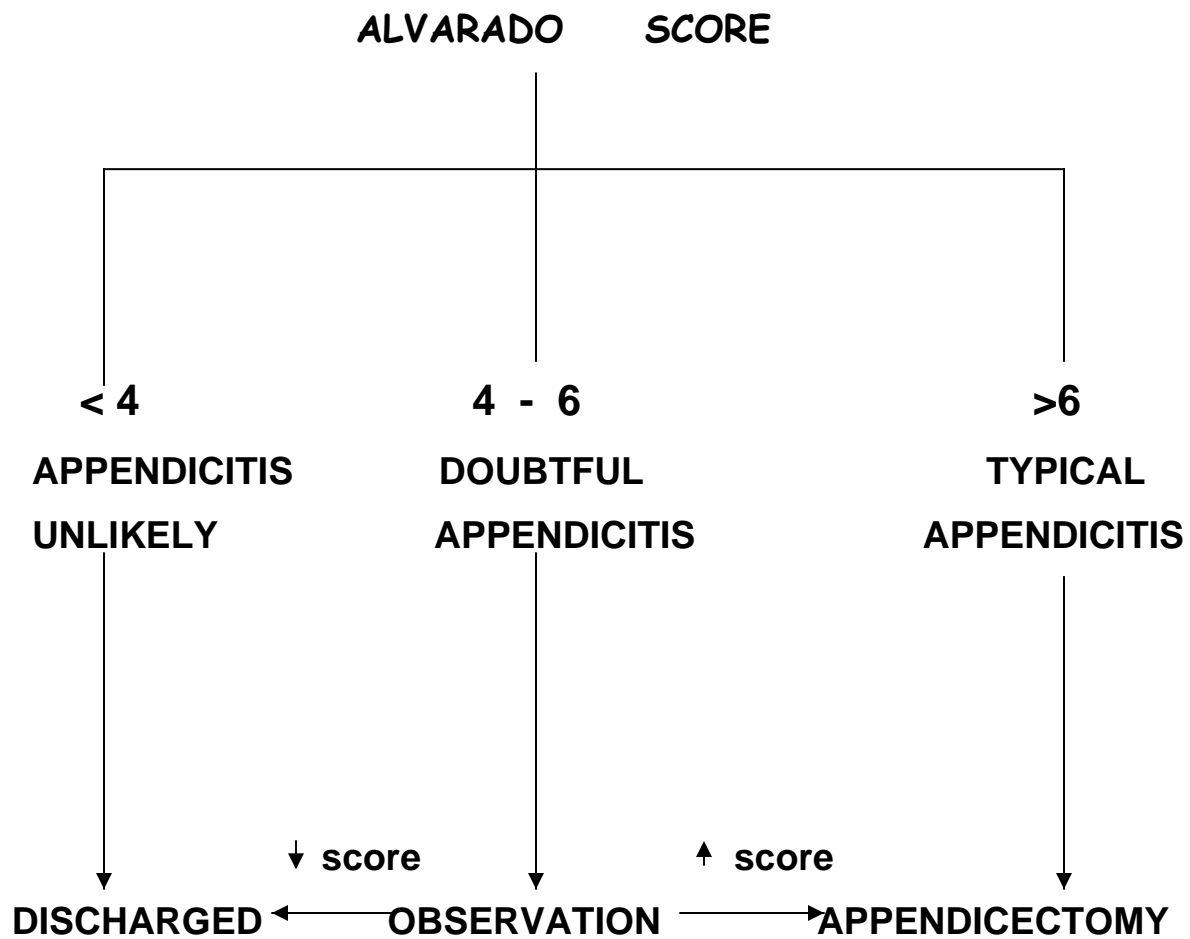 ALVARADO SCORE
< 4 4 - 6 >6
APPENDICITIS DOUBTFUL TYPICAL
UNLIKELY APPENDICITIS APPENDICITIS
↓ score ↑ score
DISCHARGED OBSERVATION APPENDICECTOMY